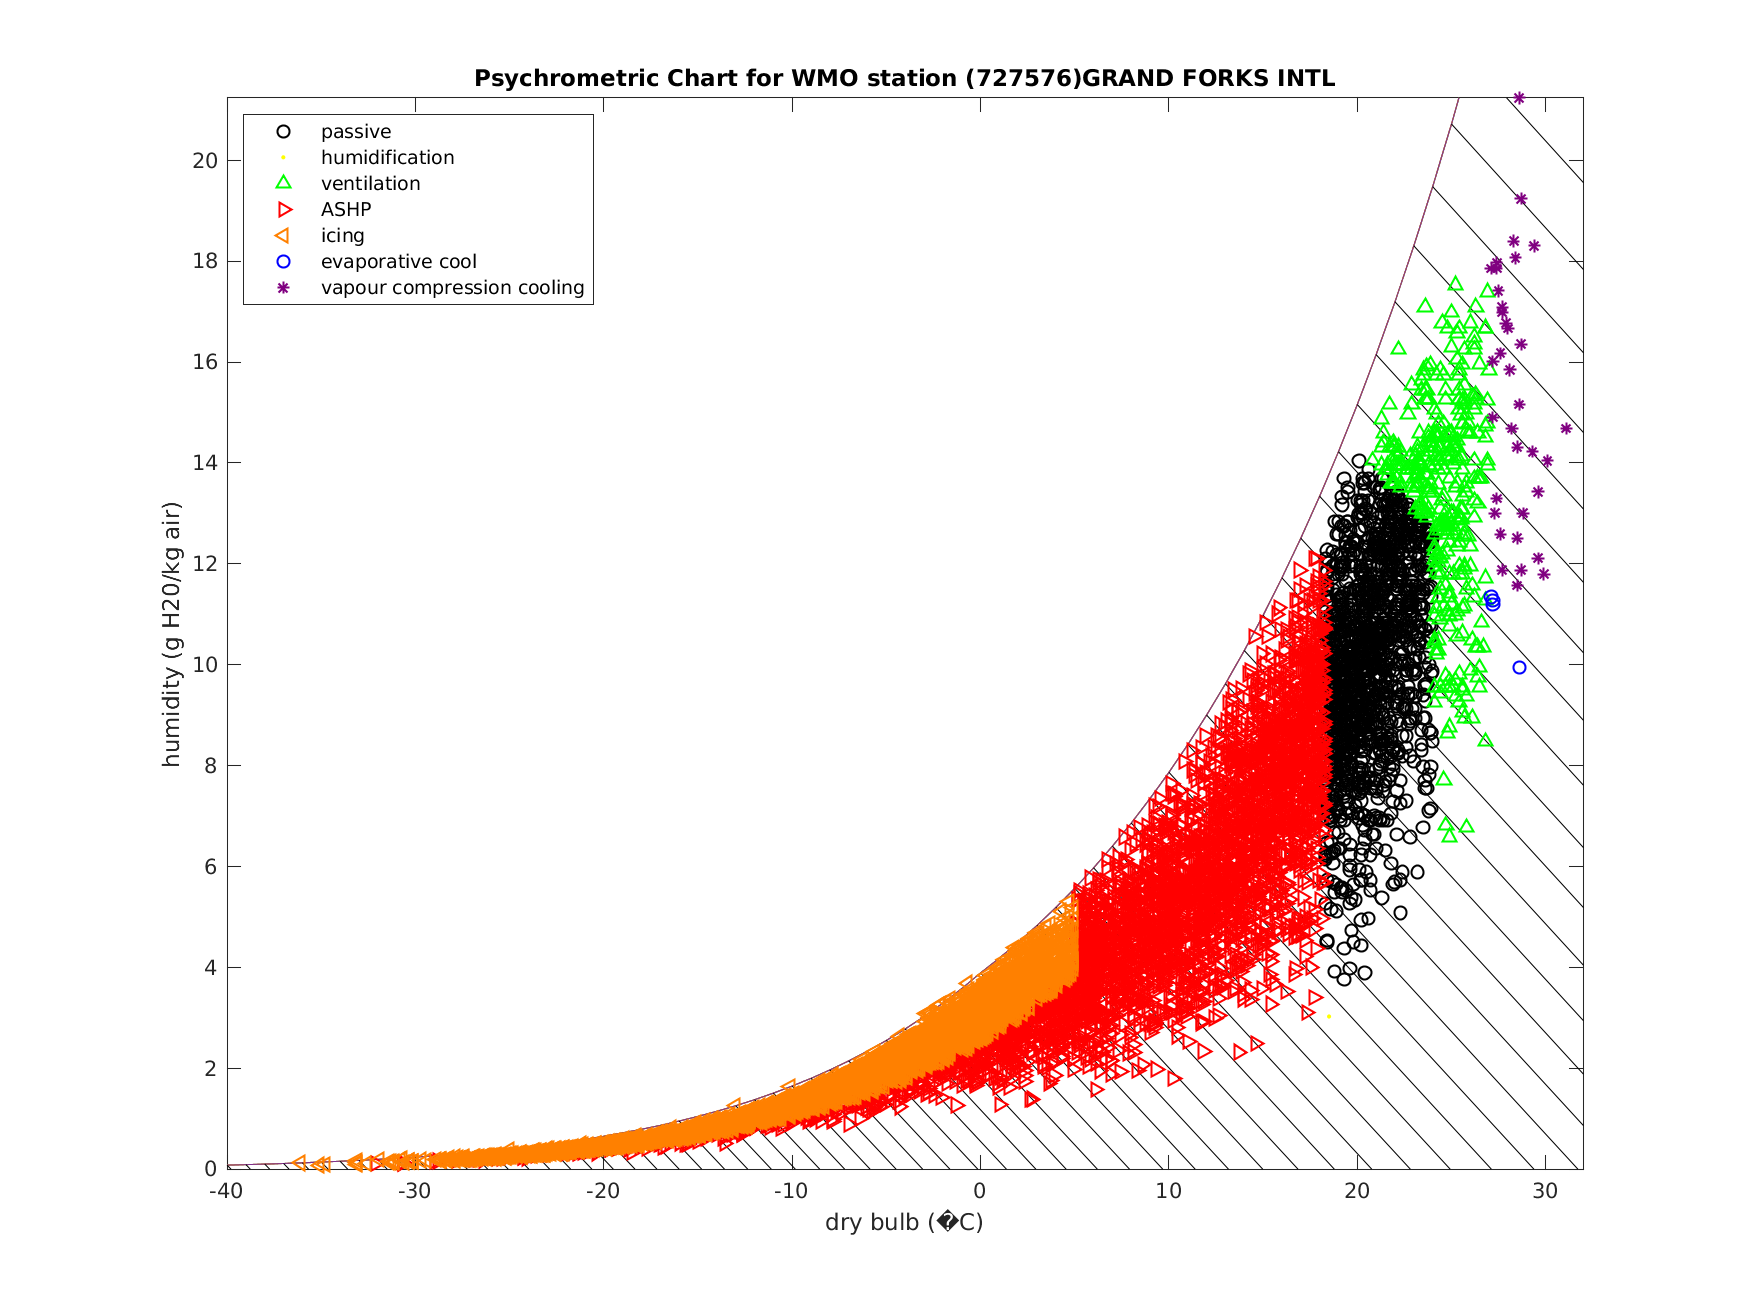 Psychrometric Chart for WMO station (727576)GRAND FORKS INTL
passive
humidification
ventilation
ASHP
icing
evaporative cool
vapour compression cooling
humidity (g H20/kg air)
20
18
16
14
12
10
8
6
4
2
0
-40 -30 -20 -10 0 10 20 30
dry bulb (�C)